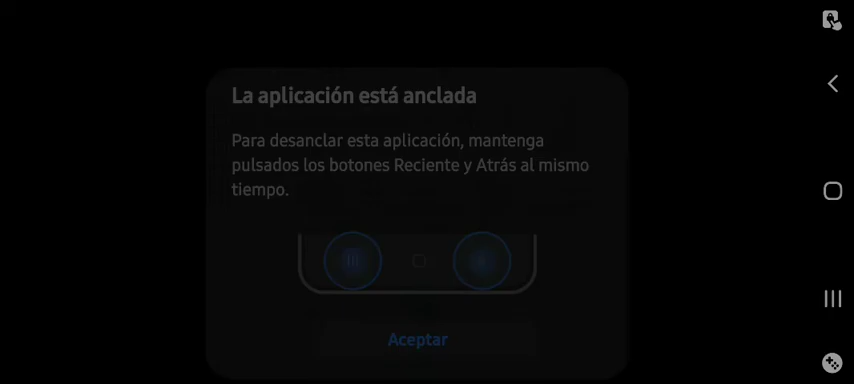 La aplicación está anclada
Para desanclar esta aplicación, mantenga
pulsados los botones Reciente y Atrás al mismo
tiempo.
Aceptar